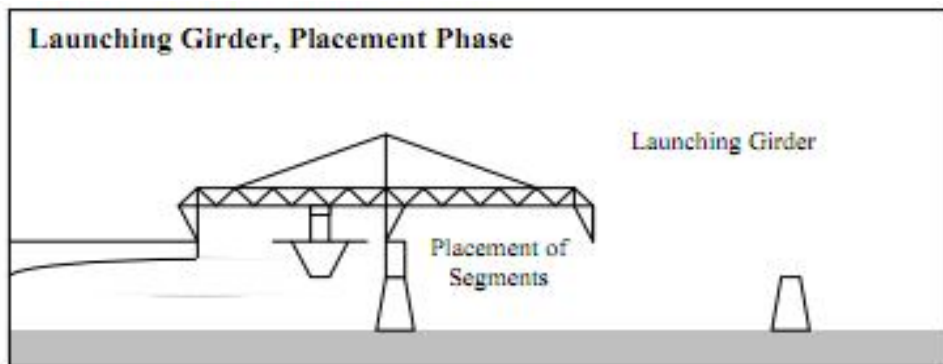 Launching Girder, Placement Phase
Launching Girder
Placement of
Segments